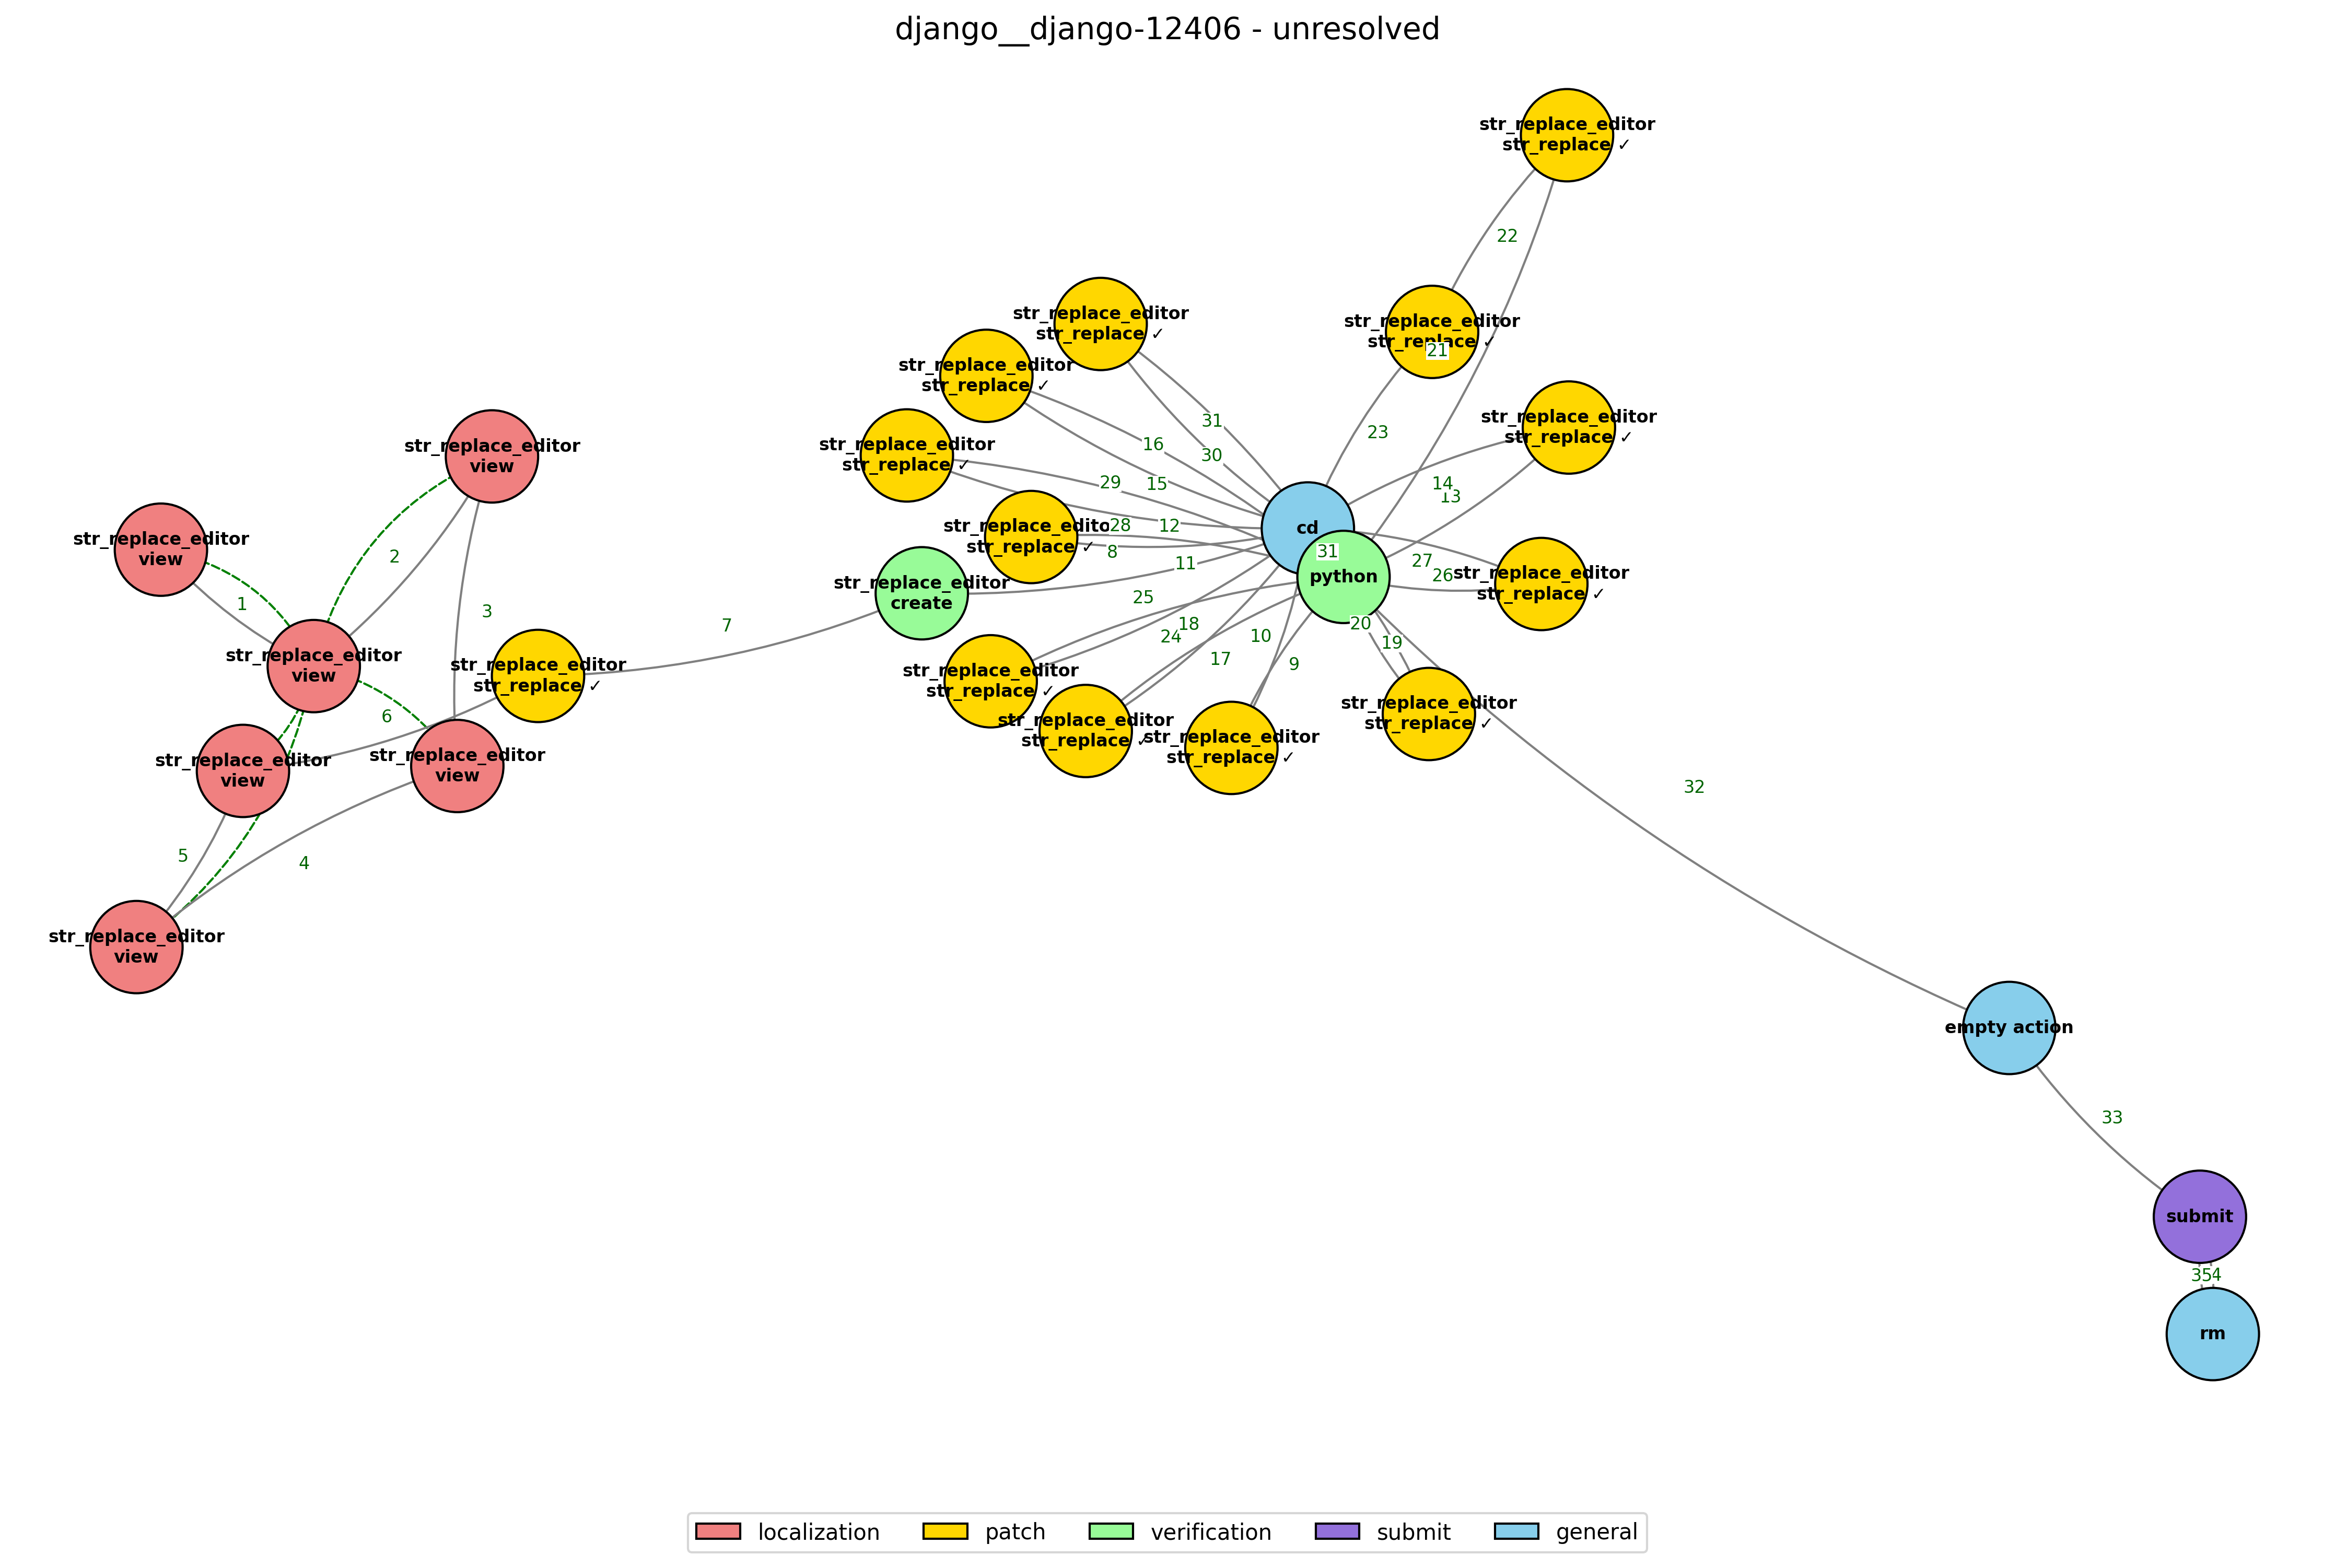 django__django-12406 - unresolved
str_replace_editor
str_replace ✓
22
str_replace_editor
str_replace ✓
str_replace_editor
str_replace ✓
21
str_replace_editor
str_replace ✓
str_replace_editor
str_replace ✓
31
23
str_replace_editor
view
2
16
30
str_replace_editor
str_replace ✓
29
15
14
13
str_replace_editor
view
1
3
str_replace_editor
str_replace ✓
28
12
8
cd
31
python
27
26
str_replace_editor
str_replace ✓
str_replace_editor
create
11
25
7
18
24
10
20
19
17
9
str_replace_editor
view
str_replace_editor
str_replace ✓
6
str_replace_editor
str_replace ✓
str_replace_editor
str_replace ✓
str_replace_editor
str_replace ✓
str_replace_editor
str_replace ✓
str_replace_editor
view
str_replace_editor
view
32
5
4
str_replace_editor
view
empty action
33
submit
35
rm
localization
patch
verification
submit
general